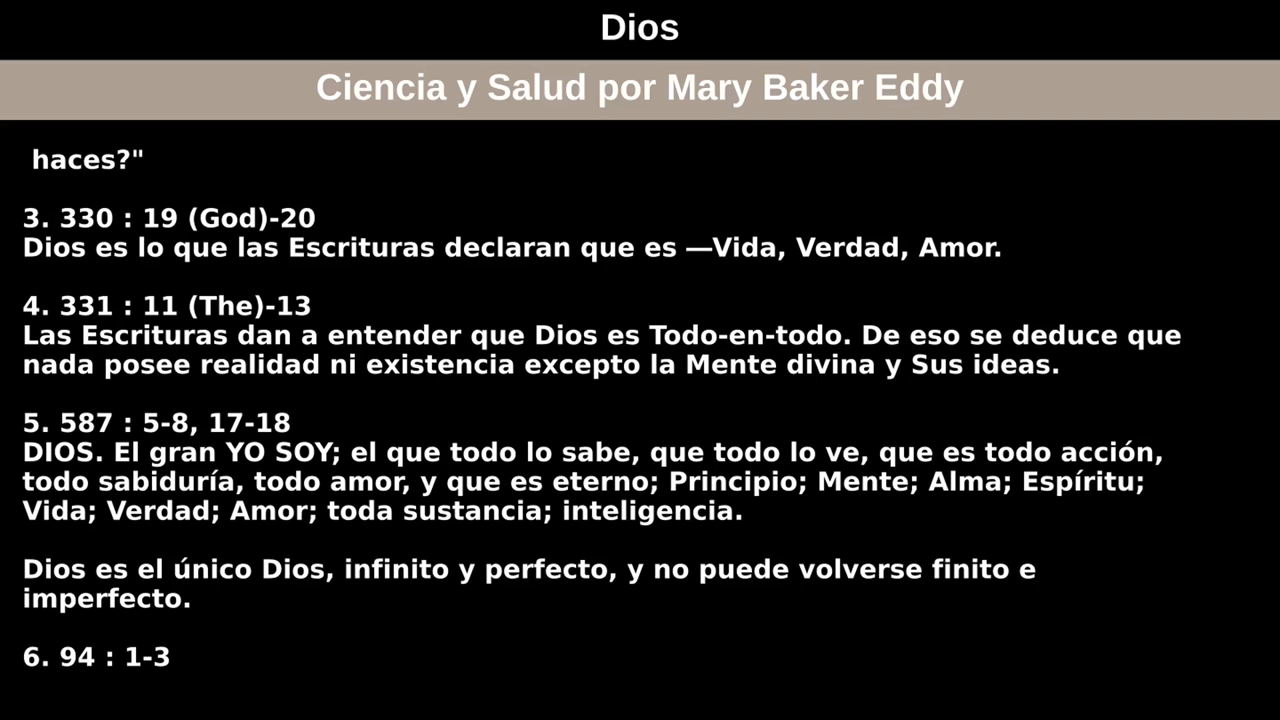 Dios
Ciencia y Salud por Mary Baker Eddy
haces?"
3. 330 : 19 (God)-20
Dios es lo que las Escrituras declaran que es —Vida, Verdad, Amor.
4. 331 : 11 (The)-13
Las Escrituras dan a entender que Dios es Todo-en-todo. De eso se deduce que
nada posee realidad ni existencia excepto la Mente divina y Sus ideas.
5. 587 : 5-8, 17-18
DIOS. El gran YO SOY; el que todo lo sabe, que todo lo ve, que es todo acción,
todo sabiduría, todo amor, y que es eterno; Principio; Mente; Alma; Espíritu;
Vida; Verdad; Amor; toda sustancia; inteligencia.
Dios es el único Dios, infinito y perfecto, y no puede volverse finito e
imperfecto.
6. 94 : 1-3